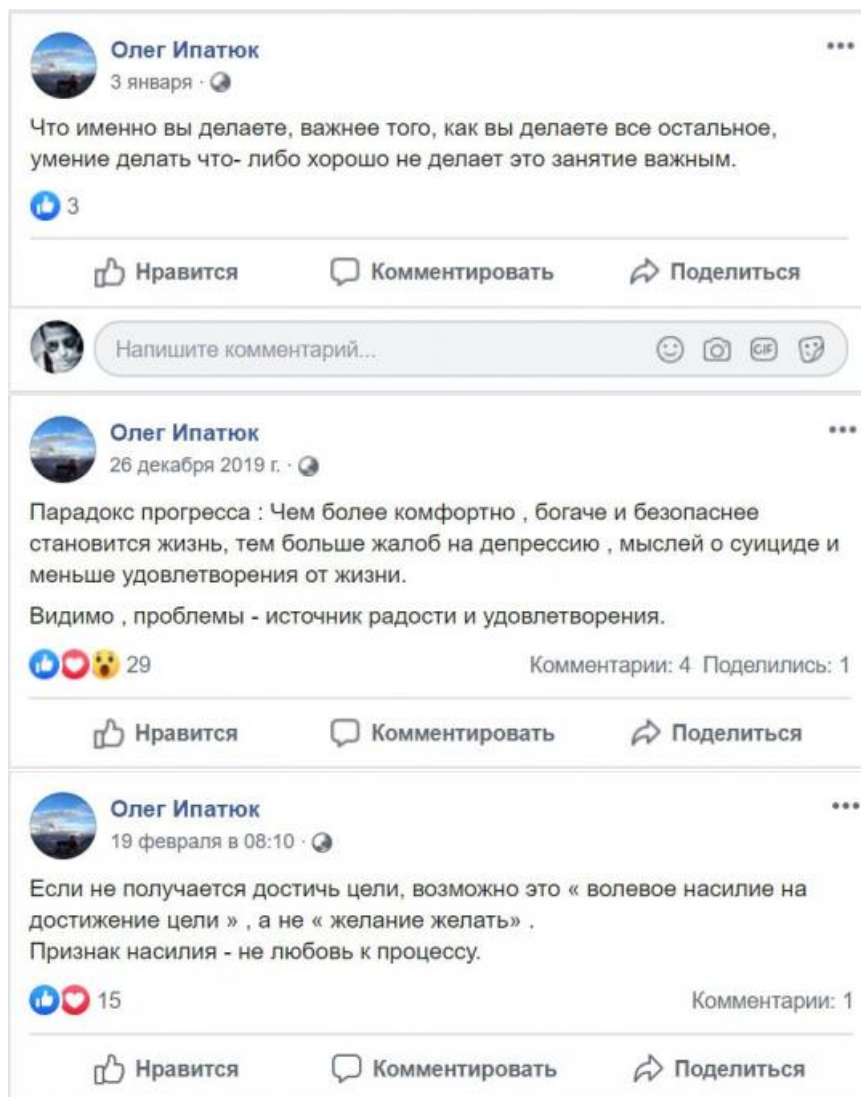 Олег Ипатюк
3 января ·
Что именно вы делаете, важнее того, как вы делаете все остальное,
умение делать что- либо хорошо не делает это занятие важным.
3
Нравится Комментировать Поделиться
Напишите комментарий... GIF
Олег Ипатюк
26 декабря 2019 г. ·
Парадокс прогресса : Чем более комфортно , богаче и безопаснее
становится жизнь, тем больше жалоб на депрессию , мыслей о суициде и
меньше удовлетворения от жизни.
Видимо , проблемы - источник радости и удовлетворения.
29 Комментарии: 4 Поделились: 1
Нравится Комментировать Поделиться
Олег Ипатюк
19 февраля в 08:10 ·
Если не получается достичь цели, возможно это « волевое насилие на
достижение цели » , а не « желание желать» .
Признак насилия - не любовь к процессу.
15 Комментарии: 1
Нравится Комментировать Поделиться